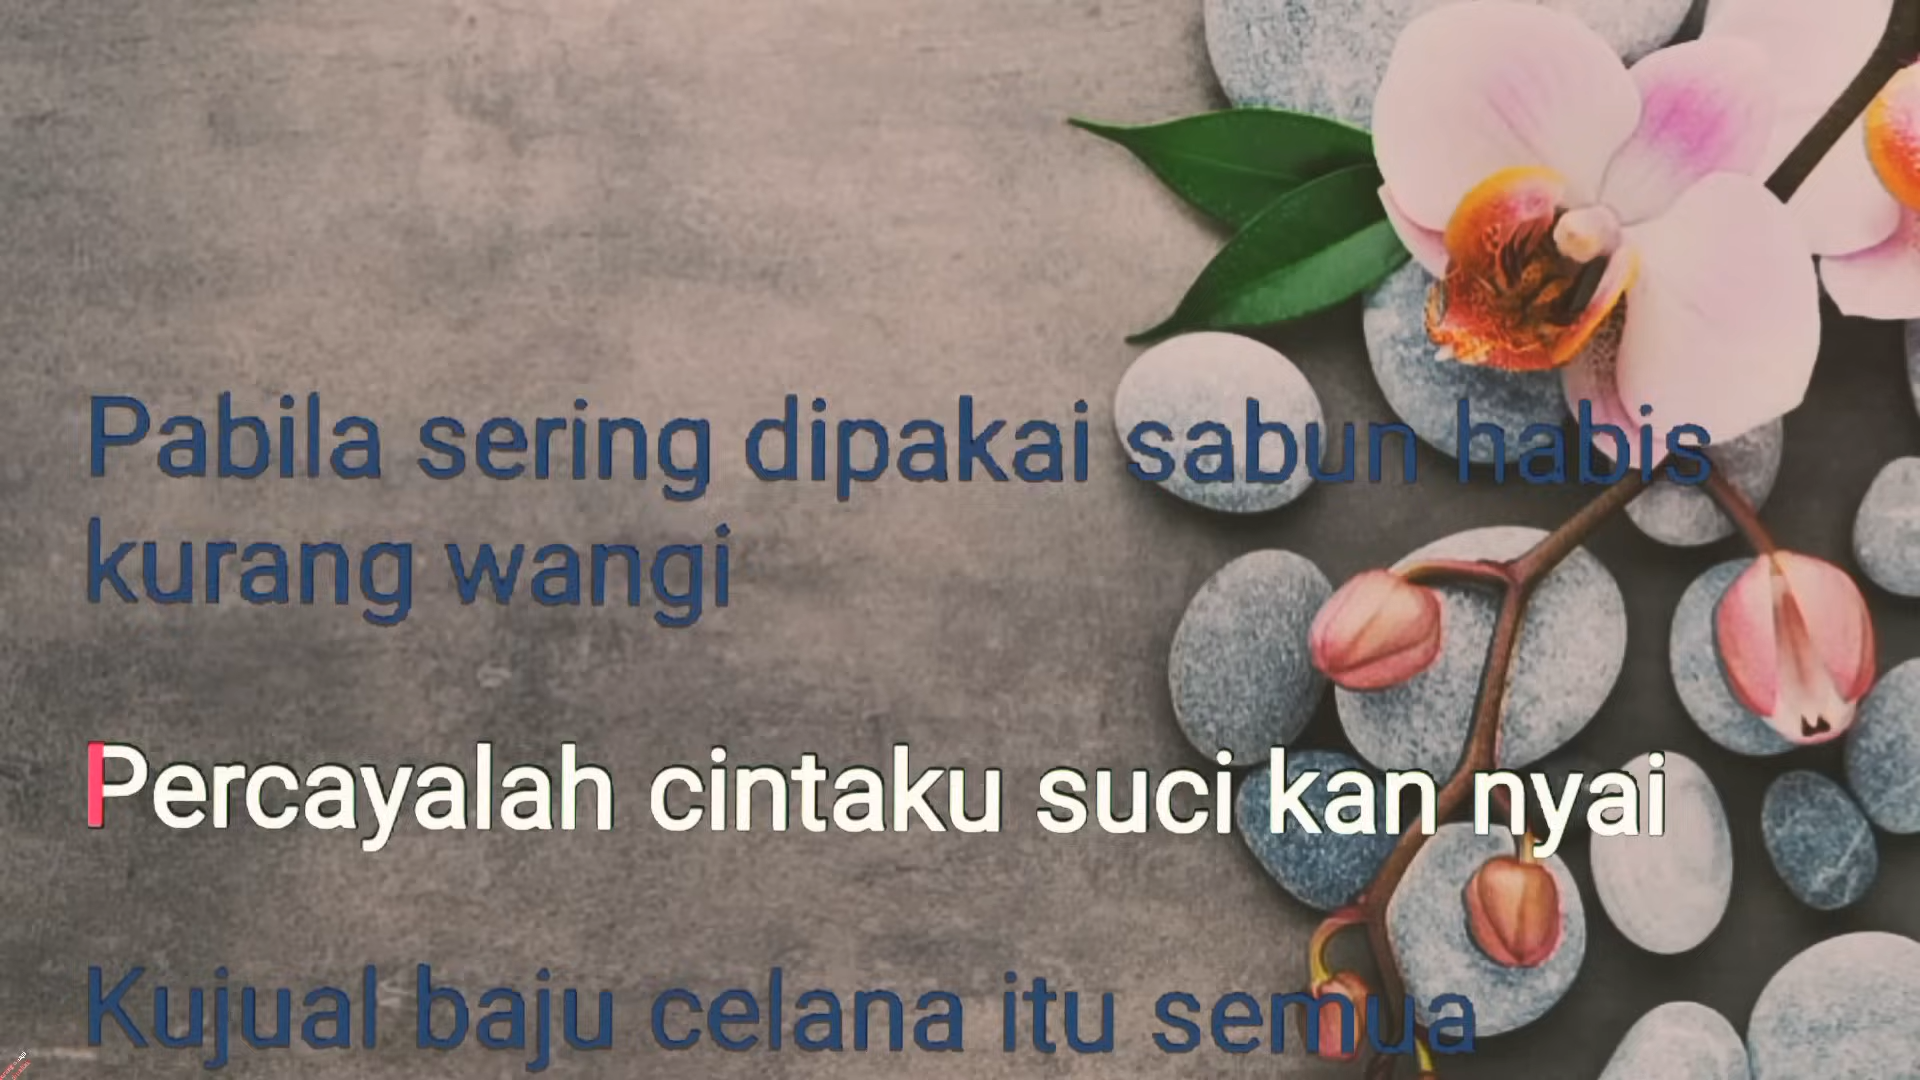 Pabila sering dipakai sabun habis
kurang wangi
Percayalah cintaku suci kan nyai
Kujual baju celana itu semua